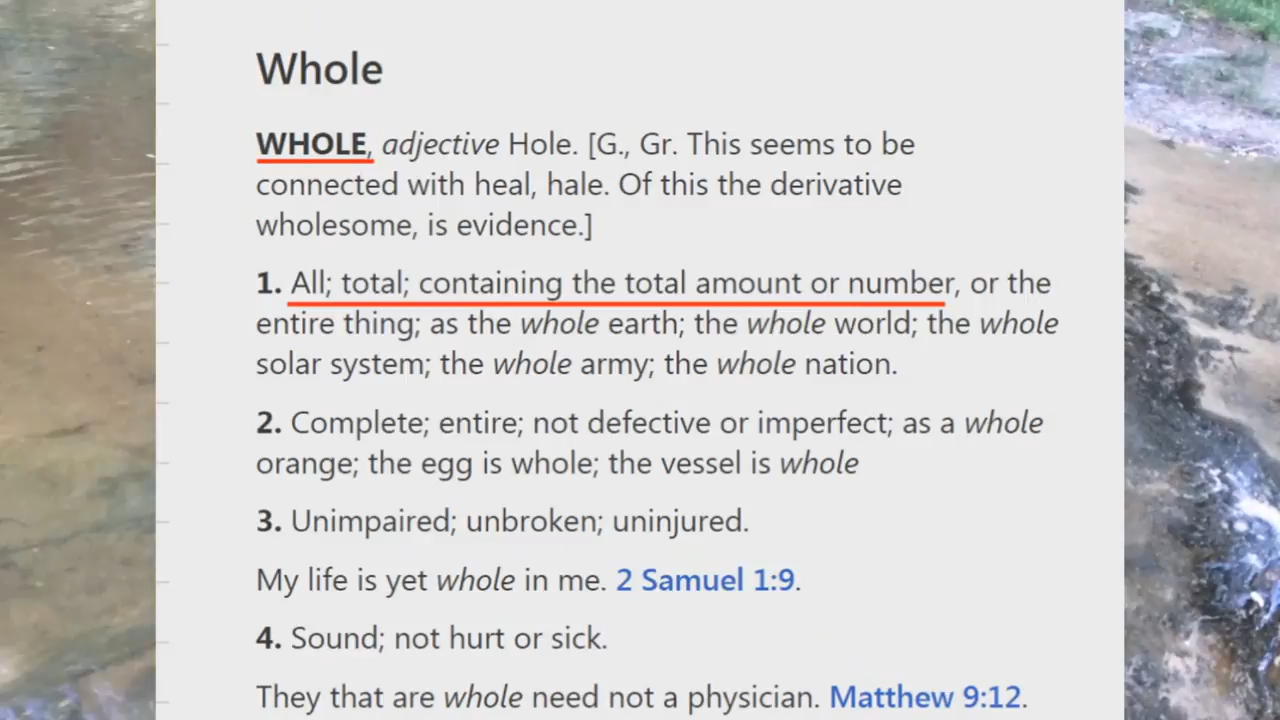 Whole
WHOLE, adjective Hole. [G., Gr. This seems to be
connected with heal, hale. Of this the derivative
wholesome, is evidence.]
1. All; total; containing the total amount or number, or the
entire thing; as the whole earth; the whole world; the whole
solar system; the whole army; the whole nation.
2. Complete; entire; not defective or imperfect; as a whole
orange; the egg is whole; the vessel is whole
3. Unimpaired; unbroken; uninjured.
My life is yet whole in me. 2 Samuel 1:9.
4. Sound; not hurt or sick.
They that are whole need not a physician. Matthew 9:12.